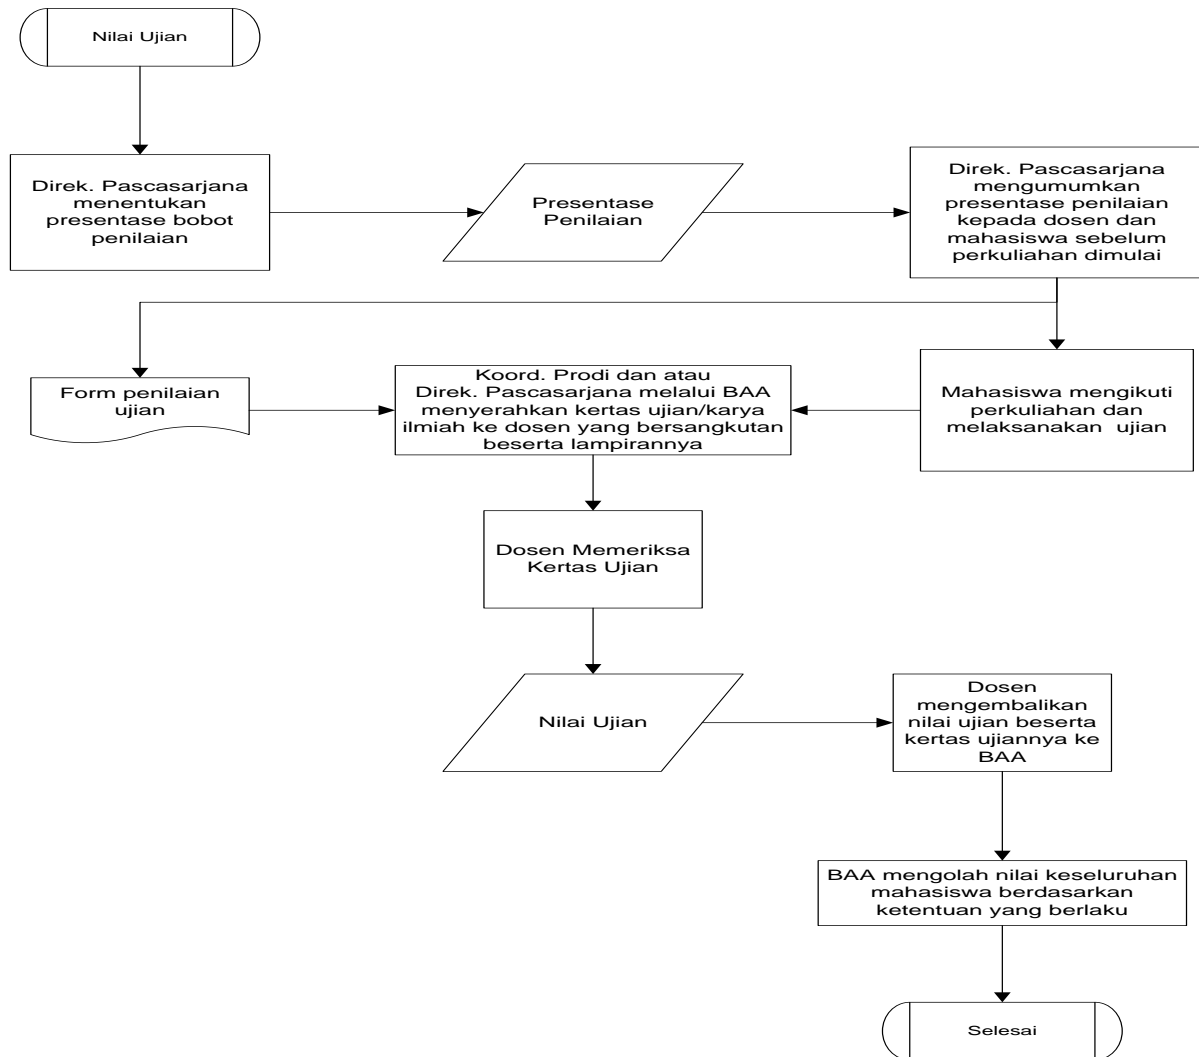 Nilai Ujian
Direk. Pascasarjana
menentukan
presentase bobot
penilaian
Presentase
Penilaian
Direk. Pascasarjana
mengumumkan
presentase penilaian
kepada dosen dan
mahasiswa sebelum
perkuliahan dimulai
Form penilaian
ujian
Koord. Prodi dan atau
Direk. Pascasarjana melalui BAA
menyerahkan kertas ujian/karya
ilmiah ke dosen yang bersangkutan
beserta lampirannya
Mahasiswa mengikuti
perkuliahan dan
melaksanakan ujian
Dosen Memeriksa
Kertas Ujian
Nilai Ujian
Dosen
mengembalikan
nilai ujian beserta
kertas ujiannya ke
BAA
BAA mengolah nilai keseluruhan
mahasiswa berdasarkan
ketentuan yang berlaku
Selesai